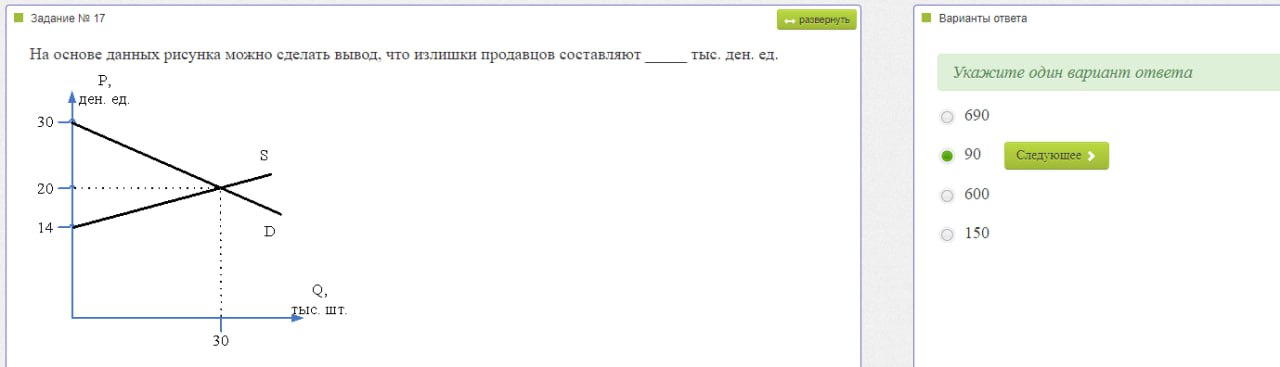 Задание № 17
развернуть
На основе данных рисунка можно сделать вывод, что излишки продавцов составляют _____ тыс. ден. ед.
P,
ден. ед.
30
S
20
14
D
Q,
тыс. шт.
30
Варианты ответа
Укажите один вариант ответа
690
90
Следующее
600
150